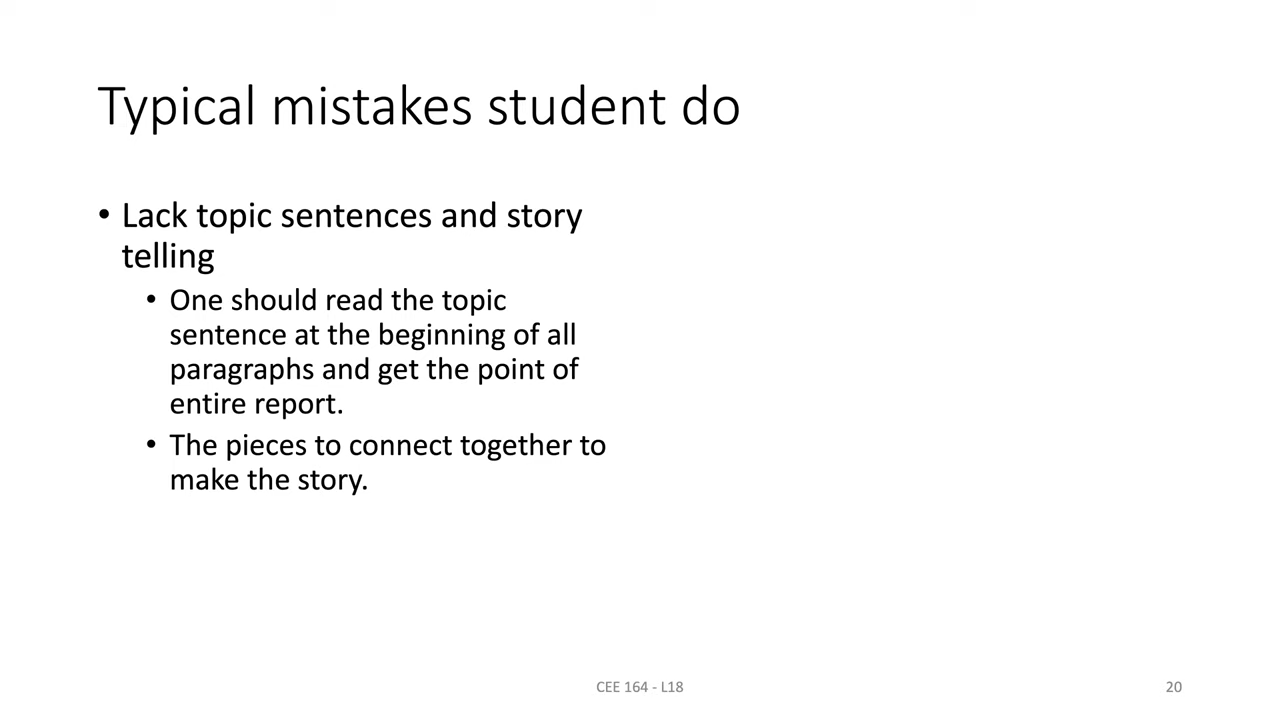 Typical mistakes student do
• Lack topic sentences and story
telling
• One should read the topic
sentence at the beginning of all
paragraphs and get the point of
entire report.
• The pieces to connect together to
make the story.
CEE 164 - L18
20